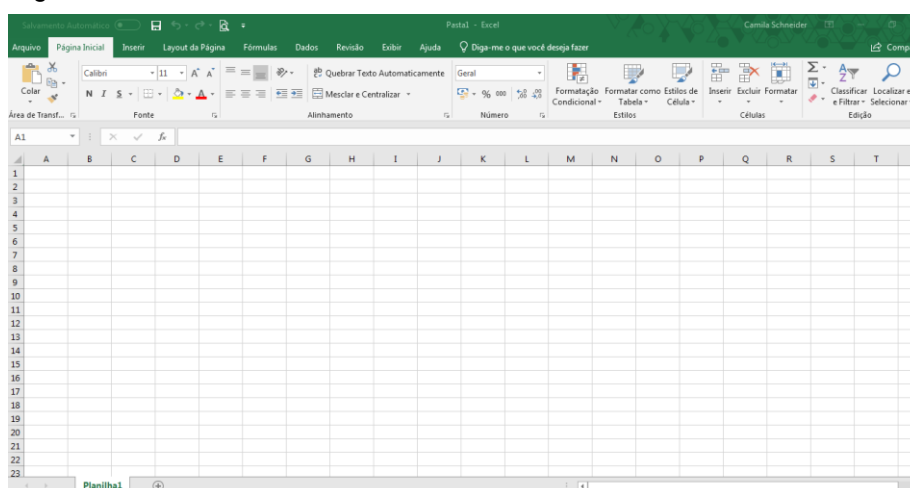 Salvamento Automático Pasta1 - Excel Camila Schneider
Arquivo Página Inicial Inserir Layout da Página Fórmulas Dados Revisão Exibir Ajuda Diga-me o que você deseja fazer Comp
Colar Calibri 11 A A Quebrar Texto Automaticamente Geral
N I S A Mesclar e Centralizar % 000 Formatação Condicional Formatar como Tabela Estilos de Célula Inserir Excluir Formatar Classificar e Filtrar Localizar e Selecionar
Área de Transf... Fonte Alinhamento Número Estilos Células Edição
A1 fx
A B C D E F G H I J K L M N O P Q R S T
1
2
3
4
5
6
7
8
9
10
11
12
13
14
15
16
17
18
19
20
21
22
23
Planilha1